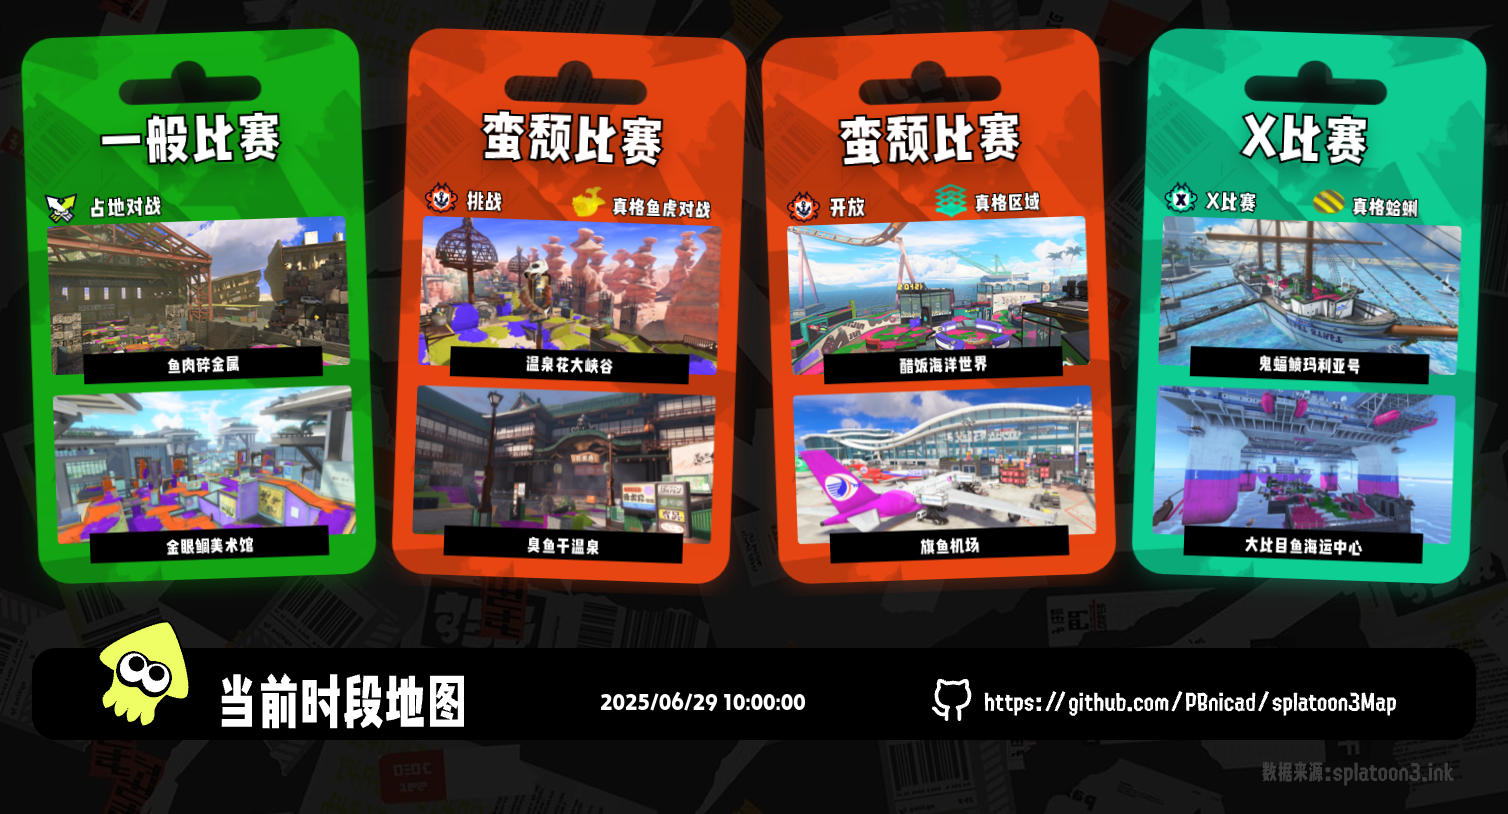 一般比赛
占地对战
鱼肉碎金属
金眼鲷美术馆
蛮颓比赛
挑战
真格鱼虎对战
温泉花大峡谷
臭鱼干温泉
蛮颓比赛
开放
真格区域
醋饭海洋世界
旗鱼机场
X比赛
X比赛
真格蛤蜊
鬼蝠鲼玛利亚号
大比目鱼海运中心
当前时段地图
2025/06/29 10:00:00
https://github.com/PBnicad/splatoon3Map
数据来源:splatoon3.ink